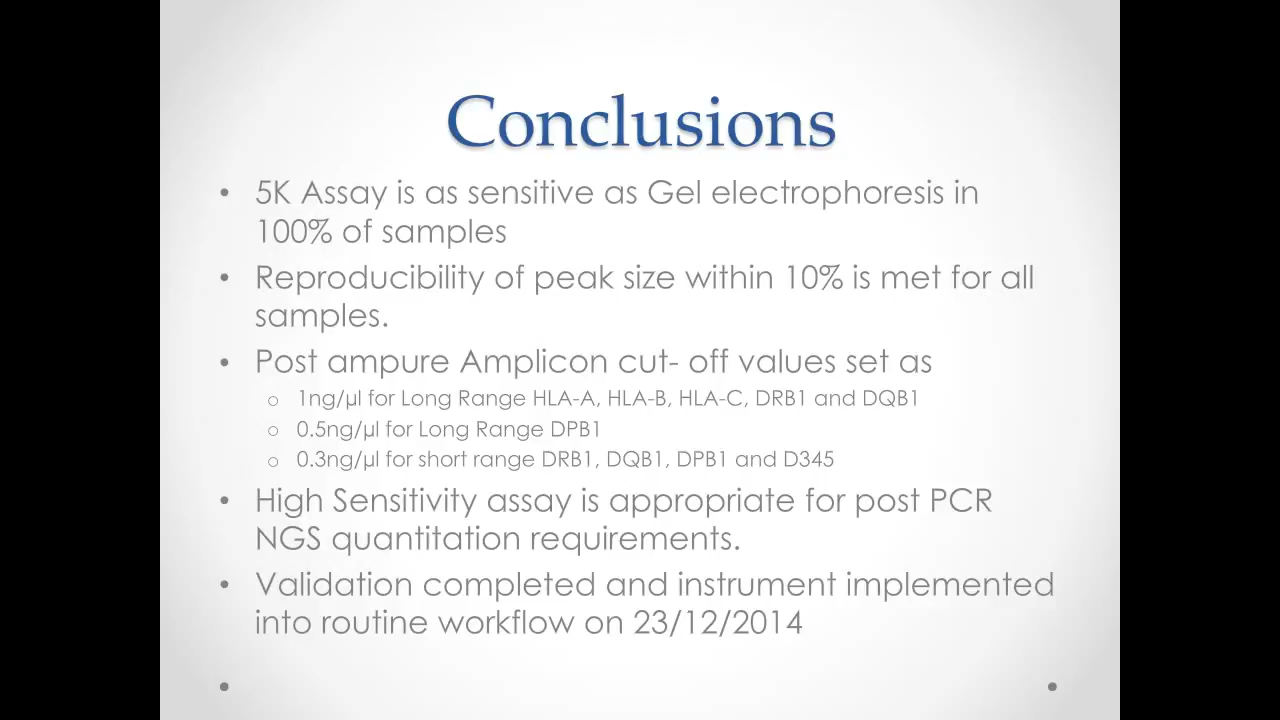 Conclusions
• 5K Assay is as sensitive as Gel electrophoresis in
100% of samples
• Reproducibility of peak size within 10% is met for all
samples.
• Post ampure Amplicon cut- off values set as
o 1ng/µl for Long Range HLA-A, HLA-B, HLA-C, DRB1 and DQB1
o 0.5ng/µl for Long Range DPB1
o 0.3ng/µl for short range DRB1, DQB1, DPB1 and D345
• High Sensitivity assay is appropriate for post PCR
NGS quantitation requirements.
• Validation completed and instrument implemented
into routine workflow on 23/12/2014